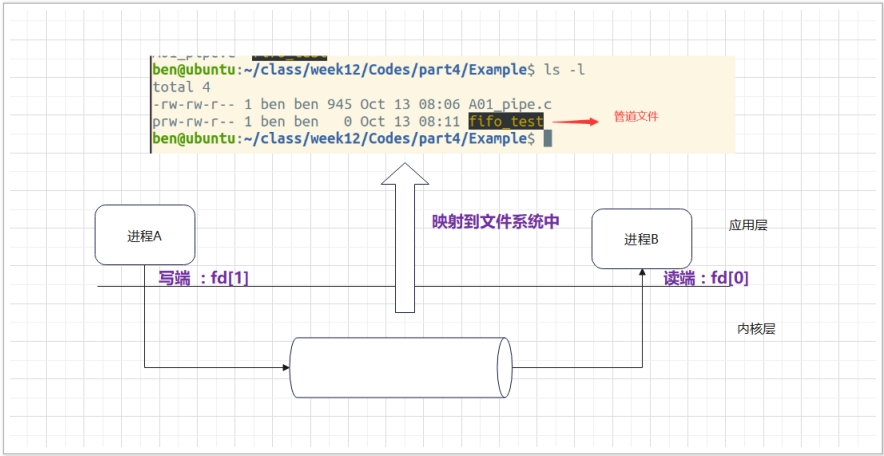 ben@ubuntu:~/class/week12/Codes/part4/Example$ ls -l
total 4
-rw-rw-r-- 1 ben ben 945 Oct 13 08:06 A01_pipe.c
prw-rw-r-- 1 ben ben   0 Oct 13 08:11 fifo_test
管道文件
ben@ubuntu:~/class/week12/Codes/part4/Example$
映射到文件系统中
进程A
进程B
应用层
写端 ：fd[1]
读端：fd[0]
内核层